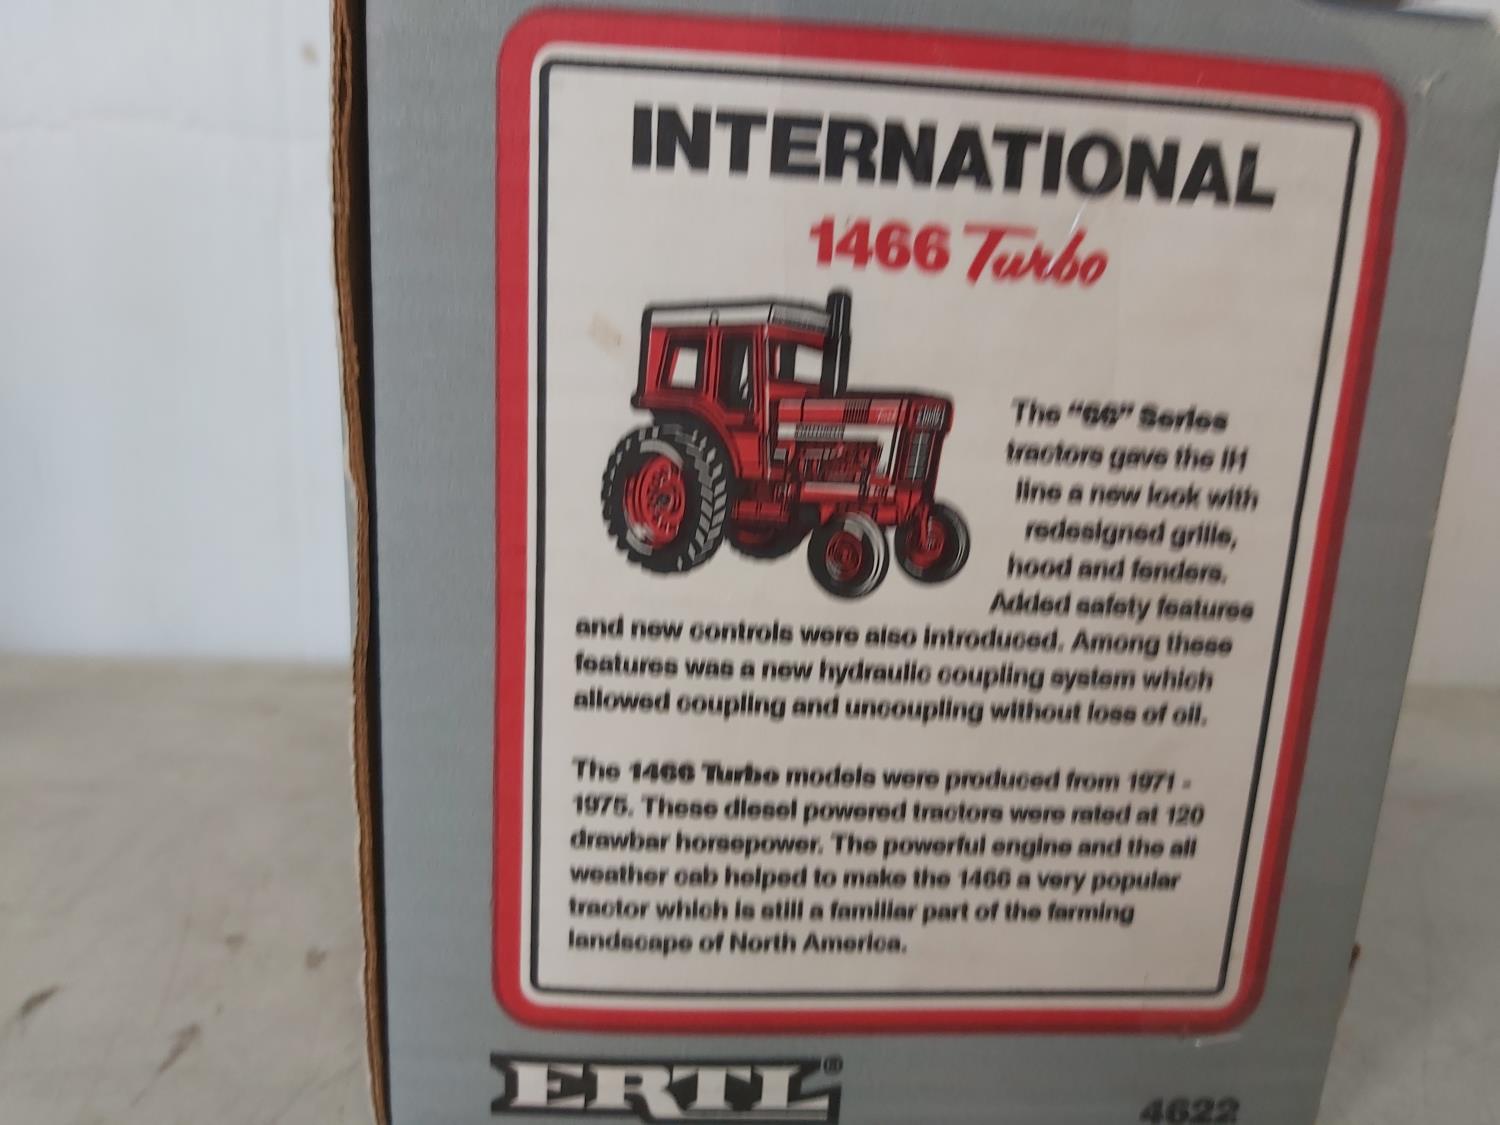 INTERNATIONAL
1466 Turbo
The "66" Series
tractors gave the IH
line a new look with
redesigned grille,
hood and fenders.
Added safety features
and new controls were also introduced. Among these
features was a new hydraulic coupling system which
allowed coupling and uncoupling without loss of oil.
The 1466 Turbo models were produced from 1971 -
1975. These diesel powered tractors were rated at 120
drawbar horsepower. The powerful engine and the all
weather cab helped to make the 1466 a very popular
tractor which is still a familiar part of the farming
landscape of North America.
ERTL®
4622